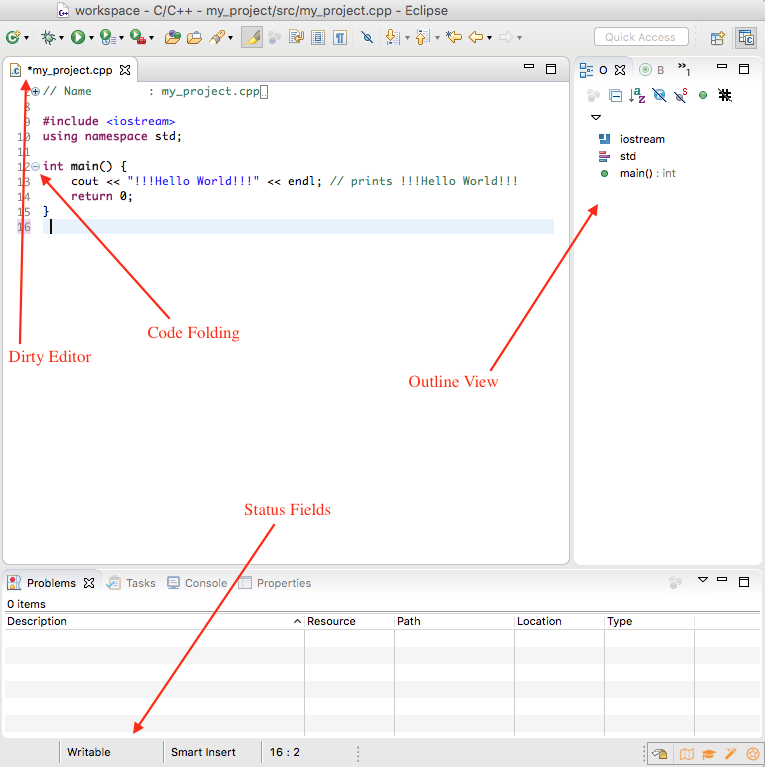 workspace - C/C++ - my_project/src/my_project.cpp - Eclipse
Quick Access
*my_project.cpp
O
B
»1
// Name : my_project.cpp
8
9 #include <iostream>
10 using namespace std;
11
12 int main() {
13 cout << "!!!Hello World!!!" << endl; // prints !!!Hello World!!!
14 return 0;
15 }
16
iostream
std
main() : int
Code Folding
Dirty Editor
Outline View
Status Fields
Problems Tasks Console Properties
0 items
Description Resource Path Location Type
Writable Smart Insert 16 : 2